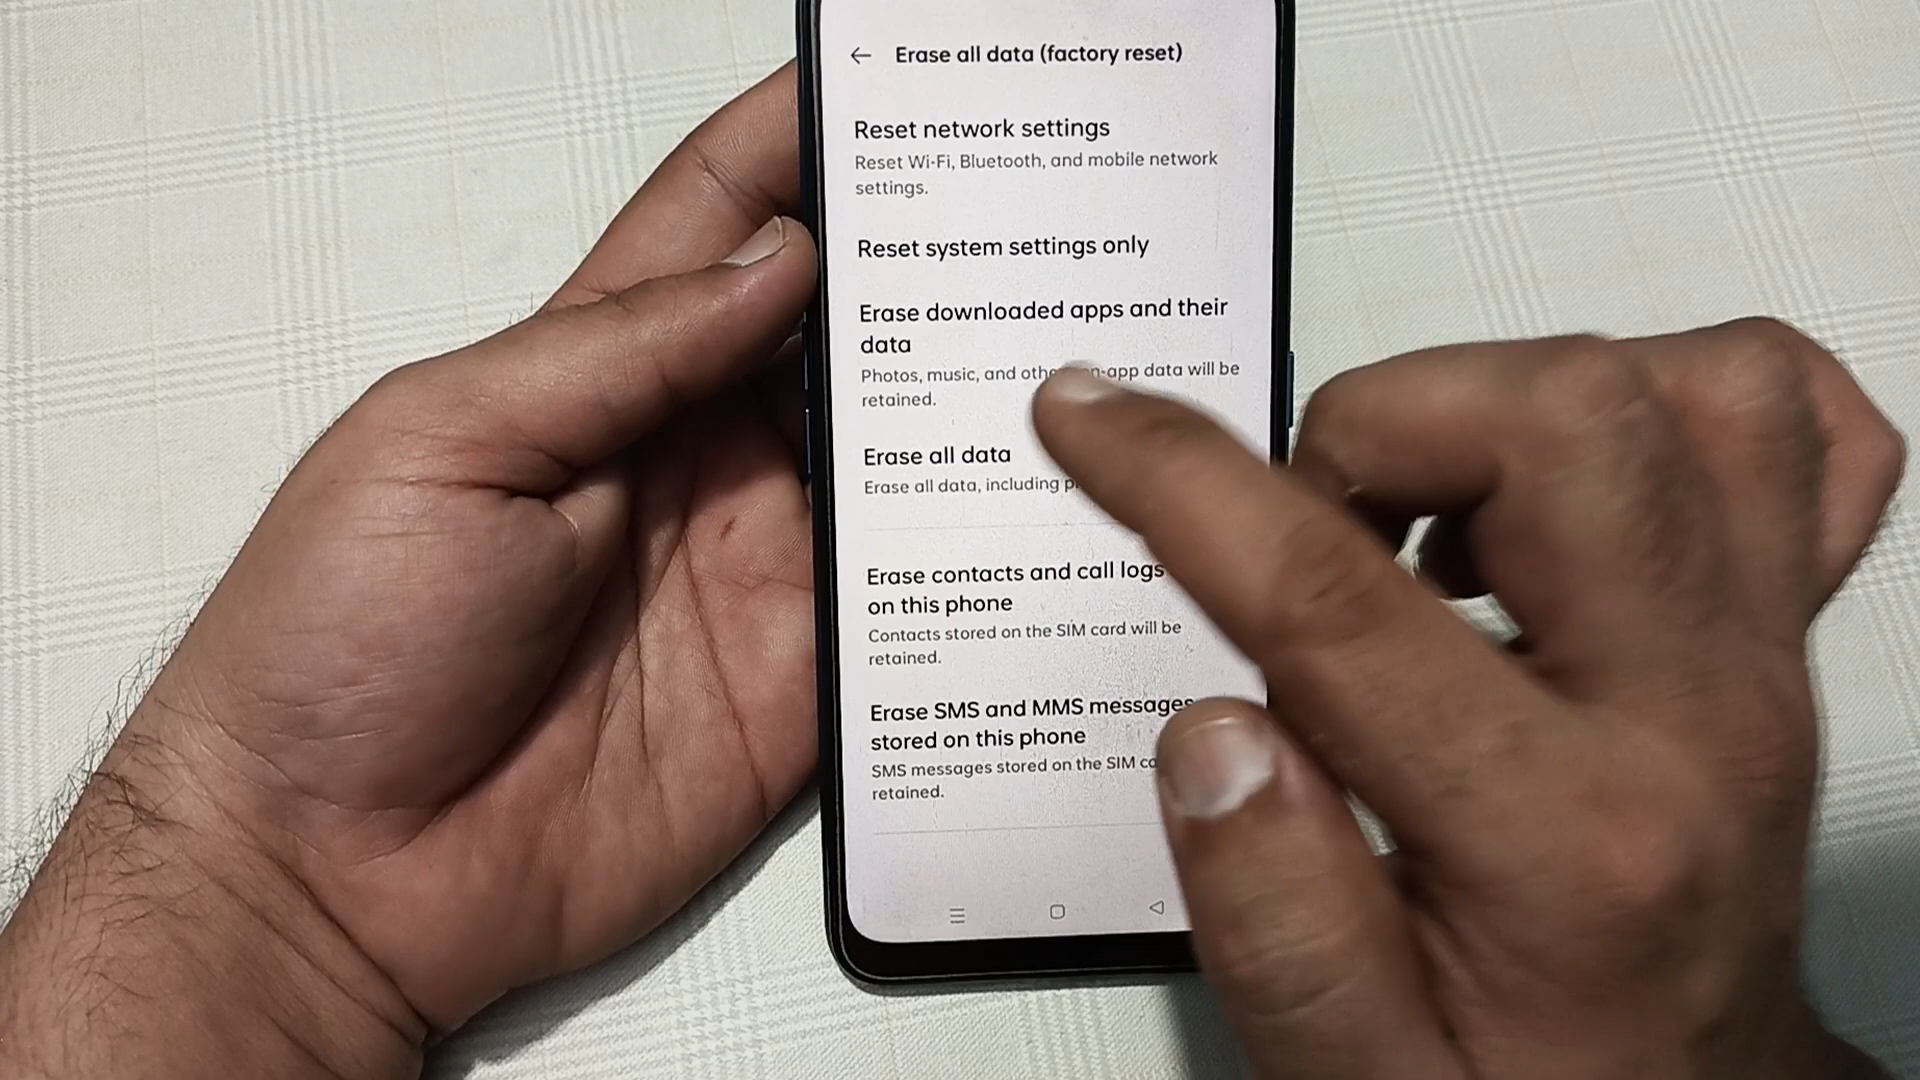 Erase all data (factory reset)
Reset network settings
Reset Wi-Fi, Bluetooth, and mobile network
settings.
Reset system settings only
Erase downloaded apps and their
data
Photos, music, and data will be
retained.
Erase all data
Erase all data, including
Erase contacts and call logs
on this phone
Contacts stored on the SIM card will be
retained.
Erase SMS and MMS messages
stored on this phone
SMS messages stored on the SIM
retained.